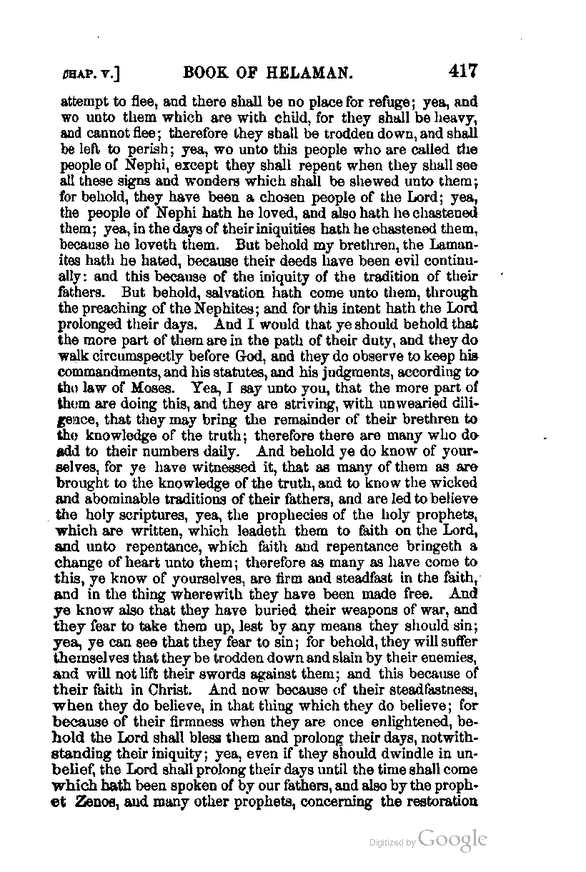 CHAP. V.] BOOK OF HELAMAN. 417
attempt to flee, and there shall be no place for refuge; yea, and
wo unto them which are with child, for they shall be heavy,
and cannot flee; therefore they shall be trodden down, and shall
be left to perish; yea, wo unto this people who are called the
people of Nephi, except they shall repent when they shall see
all these signs and wonders which shall be shewed unto them;
for behold, they have been a chosen people of the Lord; yea,
the people of Nephi hath he loved, and also hath he chastened
them; yea, in the days of their iniquities hath he chastened them,
because he loveth them. But behold my brethren, the Laman-
ites hath he hated, because their deeds have been evil continu-
ally: and this because of the iniquity of the tradition of their
fathers. But behold, salvation hath come unto them, through
the preaching of the Nephites; and for this intent hath the Lord
prolonged their days. And I would that ye should behold that
the more part of them are in the path of their duty, and they do
walk circumspectly before God, and they do observe to keep his
commandments, and his statutes, and his judgments, according to
the law of Moses. Yea, I say unto you, that the more part of
them are doing this, and they are striving, with unwearied dili-
gence, that they may bring the remainder of their brethren to
the knowledge of the truth; therefore there are many who do
add to their numbers daily. And behold ye do know of your-
selves, for ye have witnessed it, that as many of them as are
brought to the knowledge of the truth, and to know the wicked
and abominable traditions of their fathers, and are led to believe
the holy scriptures, yea, the prophecies of the holy prophets,
which are written, which leadeth them to faith on the Lord,
and unto repentance, which faith and repentance bringeth a
change of heart unto them; therefore as many as have come to
this, ye know of yourselves, are firm and steadfast in the faith,
and in the thing wherewith they have been made free. And
ye know also that they have buried their weapons of war, and
they fear to take them up, lest by any means they should sin;
yea, ye can see that they fear to sin; for behold, they will suffer
themselves that they be trodden down and slain by their enemies,
and will not lift their swords against them; and this because of
their faith in Christ. And now because of their steadfastness,
when they do believe, in that thing which they do believe; for
because of their firmness when they are once enlightened, be-
hold the Lord shall bless them and prolong their days, notwith-
standing their iniquity; yea, even if they should dwindle in un-
belief, the Lord shall prolong their days until the time shall come
which hath been spoken of by our fathers, and also by the proph-
et Zenos, and many other prophets, concerning the restoration
Digitized by Google